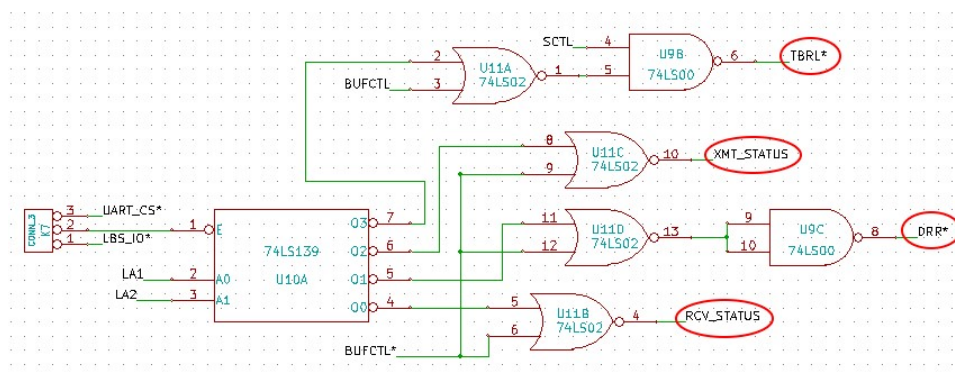 SCTL
4
5
U9B
74LS00
6
TBRL*
2
3
BUFCTL
U11A
74LS02
1
8
9
U11C
74LS02
10
XMT_STATUS
CONN_3
K7
3
2
1
UART_CS*
LBS_IO*
1
E
74LS139
U10A
LA1
2
A0
LA2
3
A1
O3
7
O2
6
O1
5
O0
4
11
12
U11D
74LS02
13
9
10
U9C
74LS00
8
DRR*
5
6
U11B
74LS02
4
RCV_STATUS
BUFCTL*